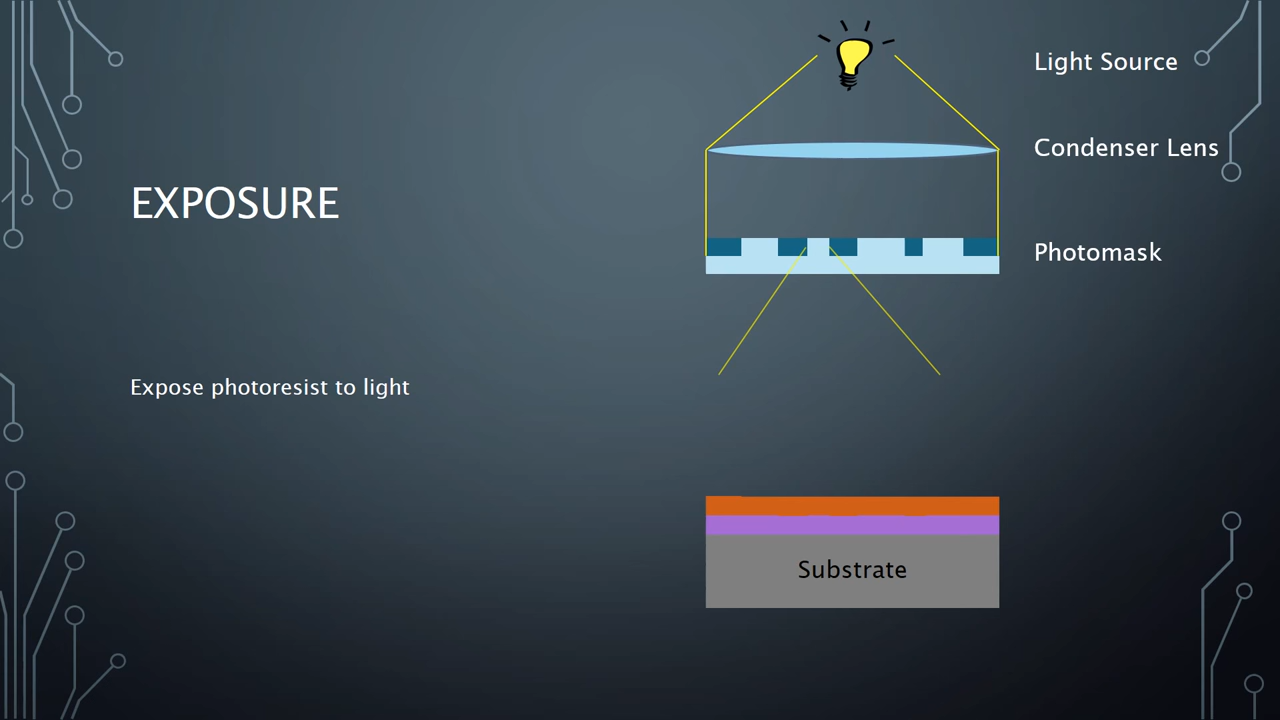 Light Source
Condenser Lens
EXPOSURE
Photomask
Expose photoresist to light
Substrate